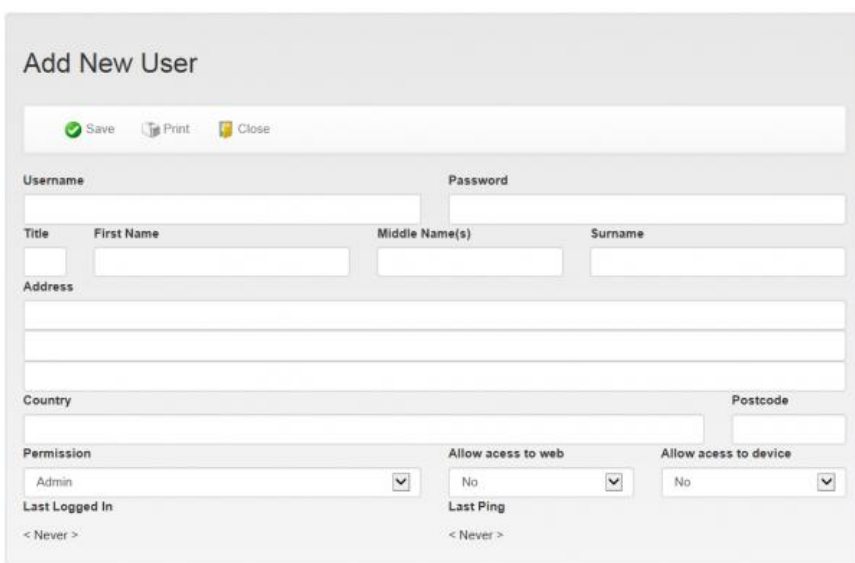 Add New User
Save Print Close
Username Password
Title First Name Middle Name(s) Surname
Address
Country Postcode
Permission Allow acess to web Allow acess to device
Admin No No
Last Logged In Last Ping
< Never > < Never >